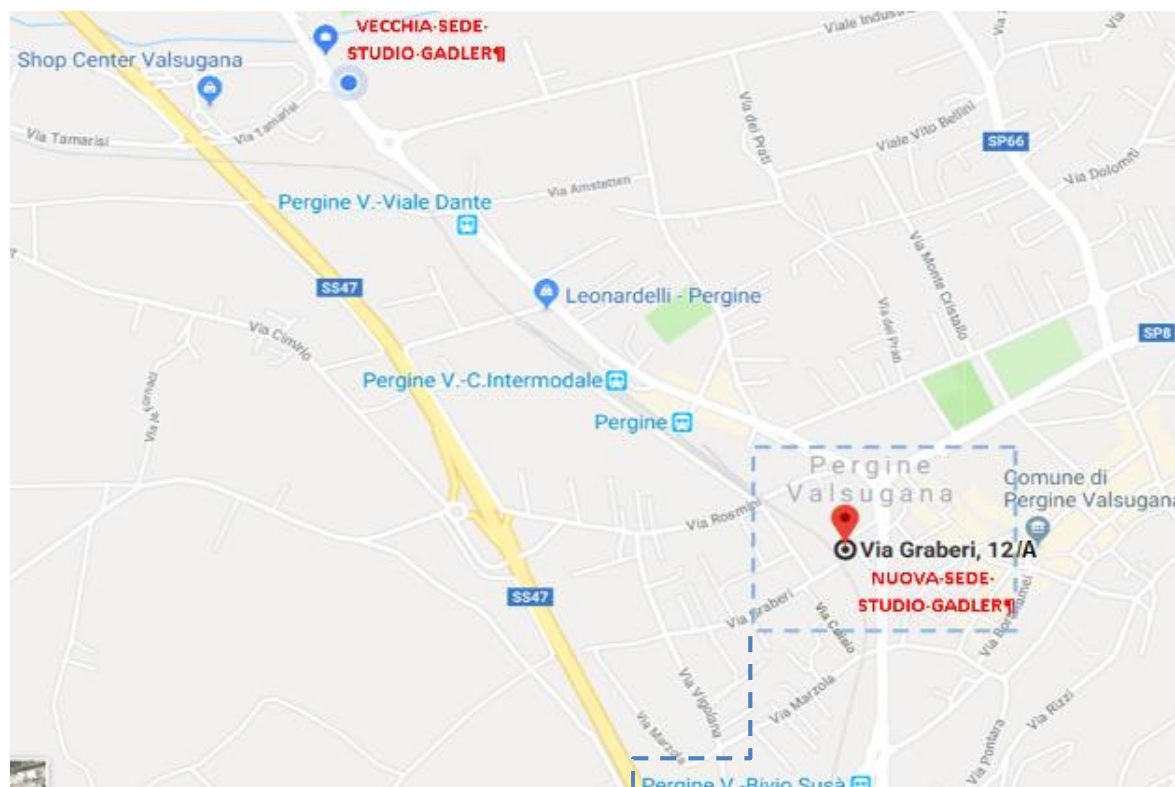 VECCHIA·SEDE·
STUDIO·GADLER¶
Viale Indus
Shop Center Valsugana
Via Tamarisi
Via Tamarisi
Via dei Prati
Viale Vito Bellini
SP66
Via Dolomiti
Via Amstetten
Pergine V.-Viale Dante
Via Monte Cristallo
SS47
Leonardelli - Pergine
Via dei Prati
Via Cimirlo
SP8
Pergine V.-C.Intermodale
Via le Fornaci
Pergine
Pergine
Valsugana
Comune di
Pergine Valsugana
Via Rosmini
Via Graberi, 12/A
NUOVA·SEDE·
STUDIO·GADLER¶
SS47
Via Graberi
Via Vigolana
Via Marzola
Via Marzola
Via Rizzi
Via Pontara
Pergine V.-Bivio Susà